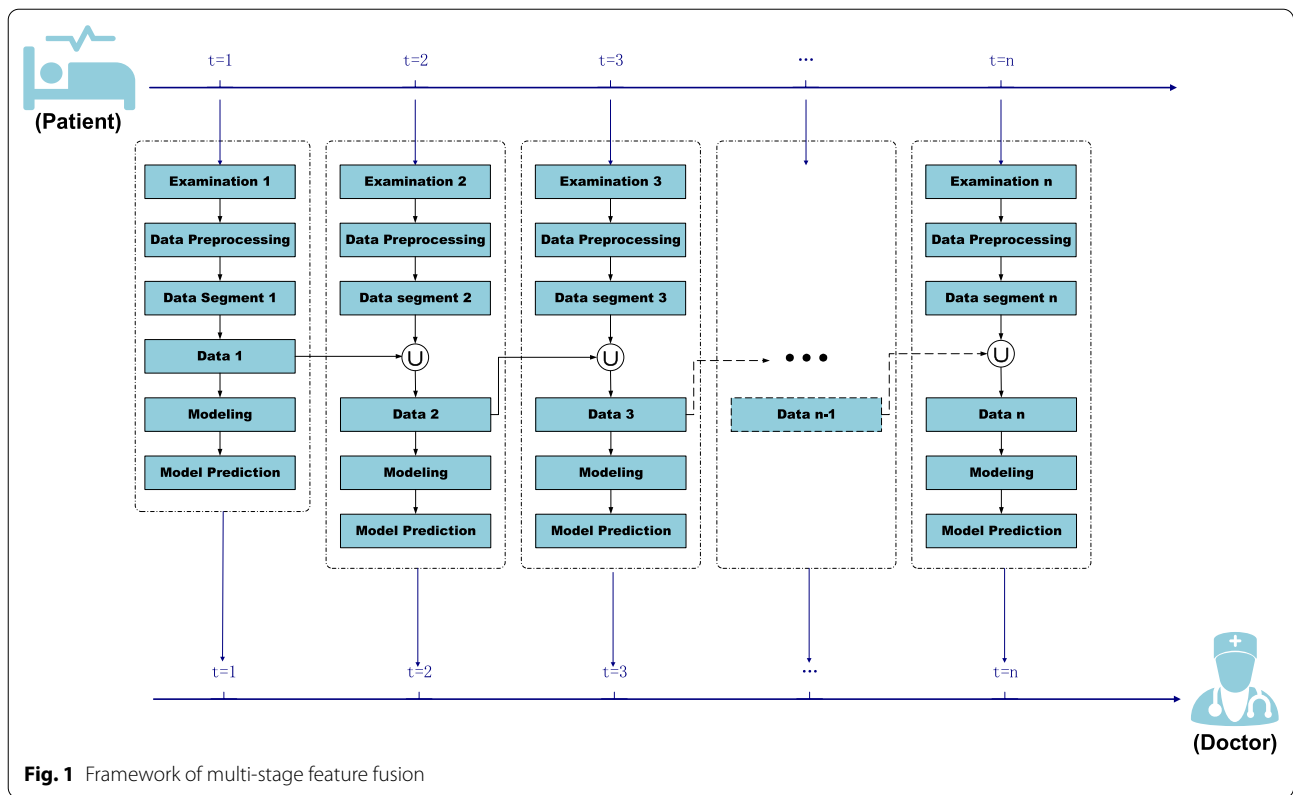 t=1
t=2
t=3
...
t=n
(Patient)
Examination 1
Data Preprocessing
Data Segment 1
Data 1
Modeling
Model Prediction
Examination 2
Data Preprocessing
Data segment 2
U
Data 2
Modeling
Model Prediction
Examination 3
Data Preprocessing
Data segment 3
U
Data 3
Modeling
Model Prediction
...
Data n-1
Examination n
Data Preprocessing
Data segment n
U
Data n
Modeling
Model Prediction
t=1
t=2
t=3
...
t=n
(Doctor)
Fig. 1 Framework of multi-stage feature fusion